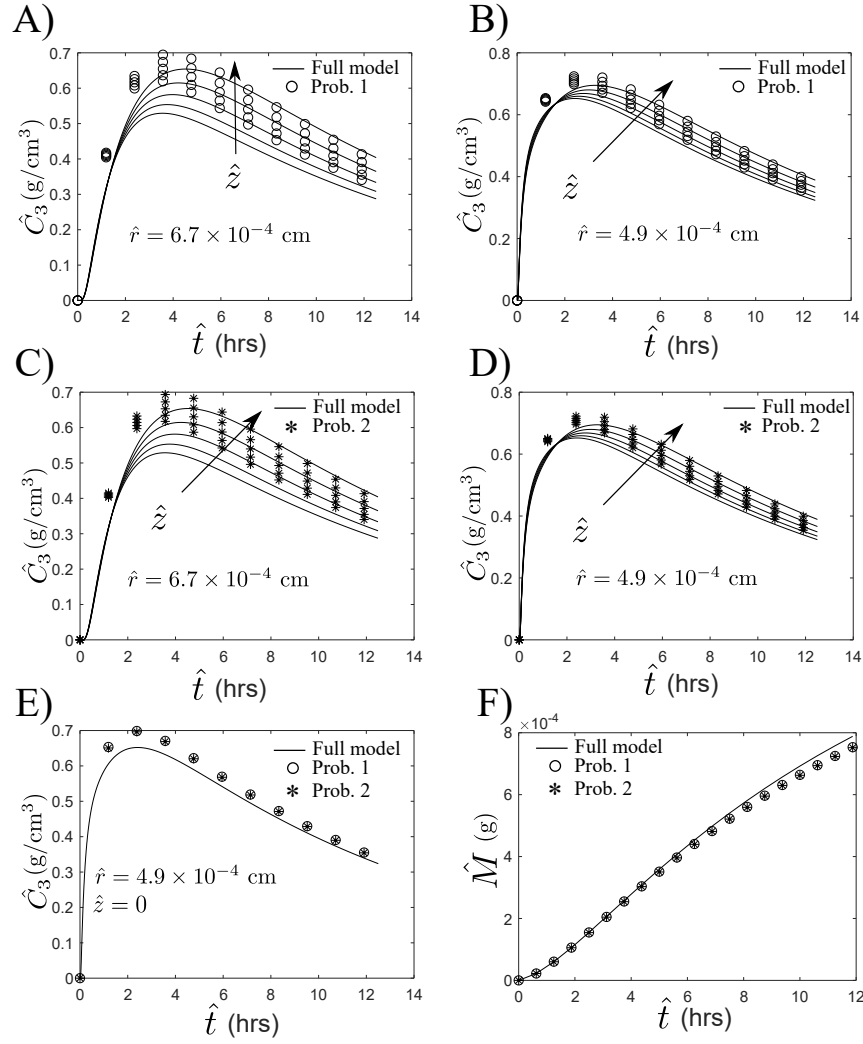 A)
0.7
0.6
0.5
0.4
0.3
0.2
0.1
0
0 2 4 6 8 10 12 14
Ĉ₃ (g/cm³)
t̂ (hrs)
Full model
Prob. 1
ẑ
r̂ = 6.7 × 10⁻⁴ cm
B)
0.8
0.6
0.4
0.2
0
0 2 4 6 8 10 12 14
Ĉ₃ (g/cm³)
t̂ (hrs)
Full model
Prob. 1
ẑ
r̂ = 4.9 × 10⁻⁴ cm
C)
0.7
0.6
0.5
0.4
0.3
0.2
0.1
0
0 2 4 6 8 10 12 14
Ĉ₃ (g/cm³)
t̂ (hrs)
Full model
Prob. 2
ẑ
r̂ = 6.7 × 10⁻⁴ cm
D)
0.8
0.6
0.4
0.2
0
0 2 4 6 8 10 12 14
Ĉ₃ (g/cm³)
t̂ (hrs)
Full model
Prob. 2
ẑ
r̂ = 4.9 × 10⁻⁴ cm
E)
0.7
0.6
0.5
0.4
0.3
0.2
0.1
0
0 2 4 6 8 10 12 14
Ĉ₃ (g/cm³)
t̂ (hrs)
Full model
Prob. 1
Prob. 2
r̂ = 4.9 × 10⁻⁴ cm
ẑ = 0
F)
×10⁻⁴
8
6
4
2
0
0 2 4 6 8 10 12
M̂ (g)
t̂ (hrs)
Full model
Prob. 1
Prob. 2